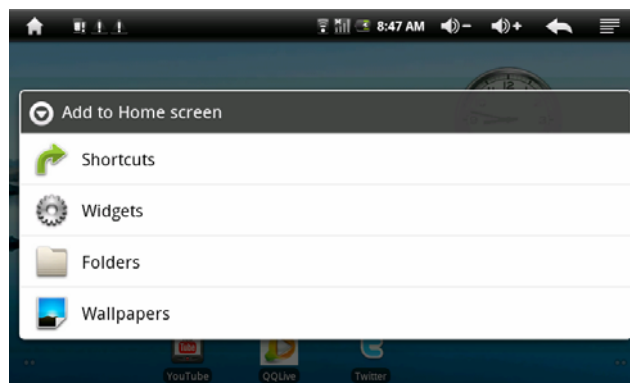 8:47 AM
Add to Home screen
Shortcuts
Widgets
Folders
Wallpapers
YouTube
QQLive
Twitter